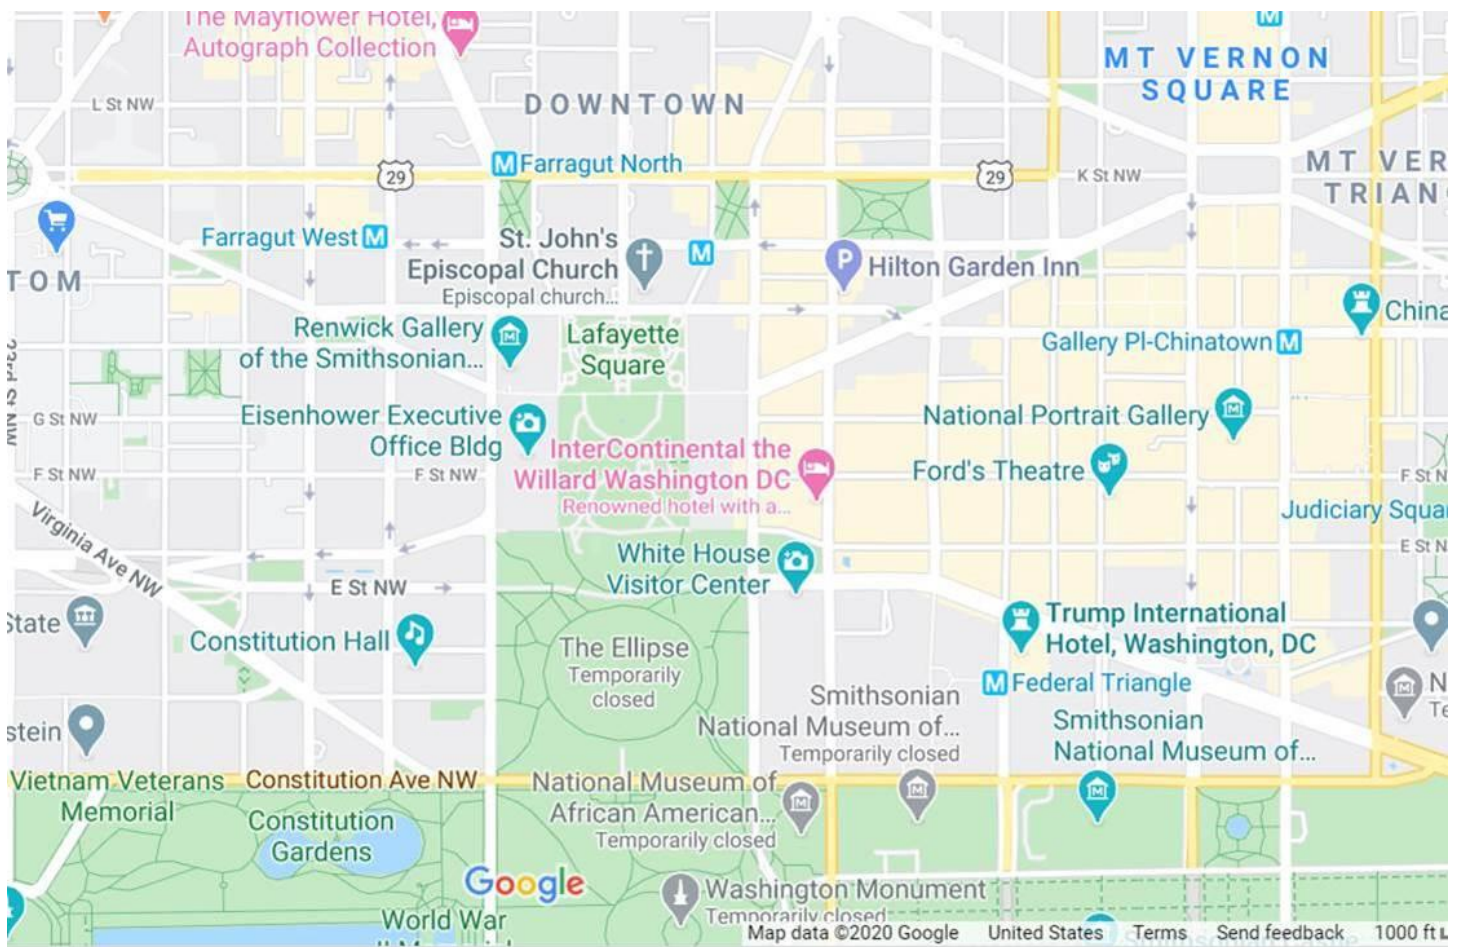 The Mayflower Hotel,
Autograph Collection
M
MT VERNON
SQUARE
L St NW
DOWNTOWN
M Farragut North
29
29
K St NW
MT VER
TRIAN
Farragut West M
St. John's
Episcopal Church
Episcopal church...
M
P
Hilton Garden Inn
TOM
Renwick Gallery
of the Smithsonian...
Lafayette
Square
China
Gallery Pl-Chinatown M
23rd St NW
G St NW
Eisenhower Executive
Office Bldg
National Portrait Gallery
InterContinental the
Willard Washington DC
Renowned hotel with a...
Ford's Theatre
F St NW
F St NW
F St N
Judiciary Squa
Virginia Ave NW
White House
Visitor Center
E St N
E St NW
State
Constitution Hall
The Ellipse
Temporarily
closed
Trump International
Hotel, Washington, DC
M Federal Triangle
Smithsonian
National Museum of...
Temporarily closed
Smithsonian
National Museum of...
N
Te
stein
Vietnam Veterans
Memorial
Constitution Ave NW
National Museum of
African American...
Temporarily closed
Constitution
Gardens
Google
Washington Monument
Temporarily closed
World War
II Memorial
Map data ©2020 Google
United States
Terms
Send feedback
1000 ft